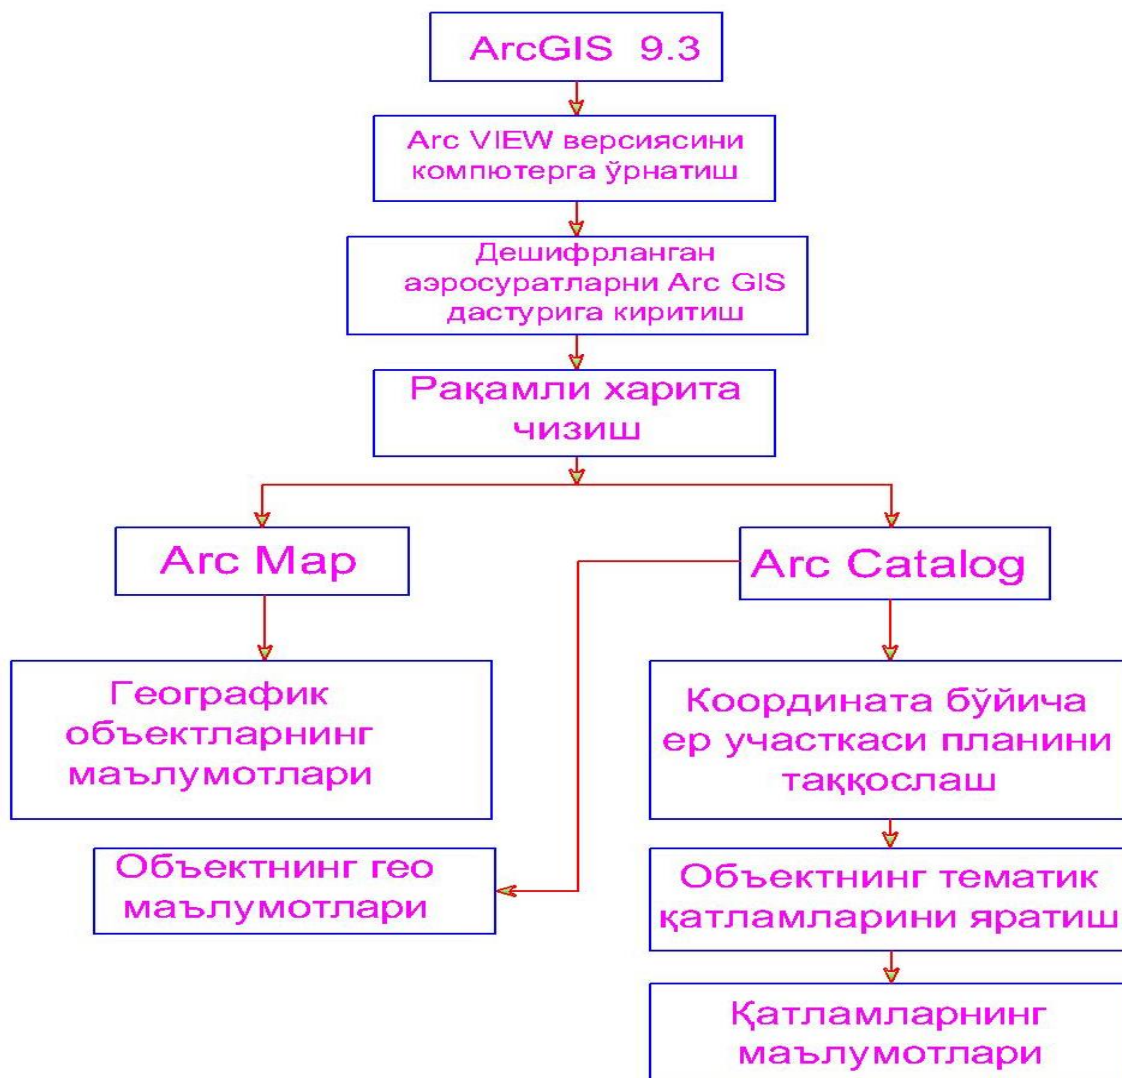 ArcGIS 9.3
Arc VIEW версиясини
компютерга ўрнатиш
Дешифрланган
аэросуратларни Arc GIS
дастурига киритиш
Рақамли харита
чизиш
Arc Map
Arc Catalog
Географик
объектларнинг
маълумотлари
Координата бўйича
ер участкаси планини
таққослаш
Объектнинг гео
маълумотлари
Объектнинг тематик
қатламларини яратиш
Қатламларнинг
маълумотлари